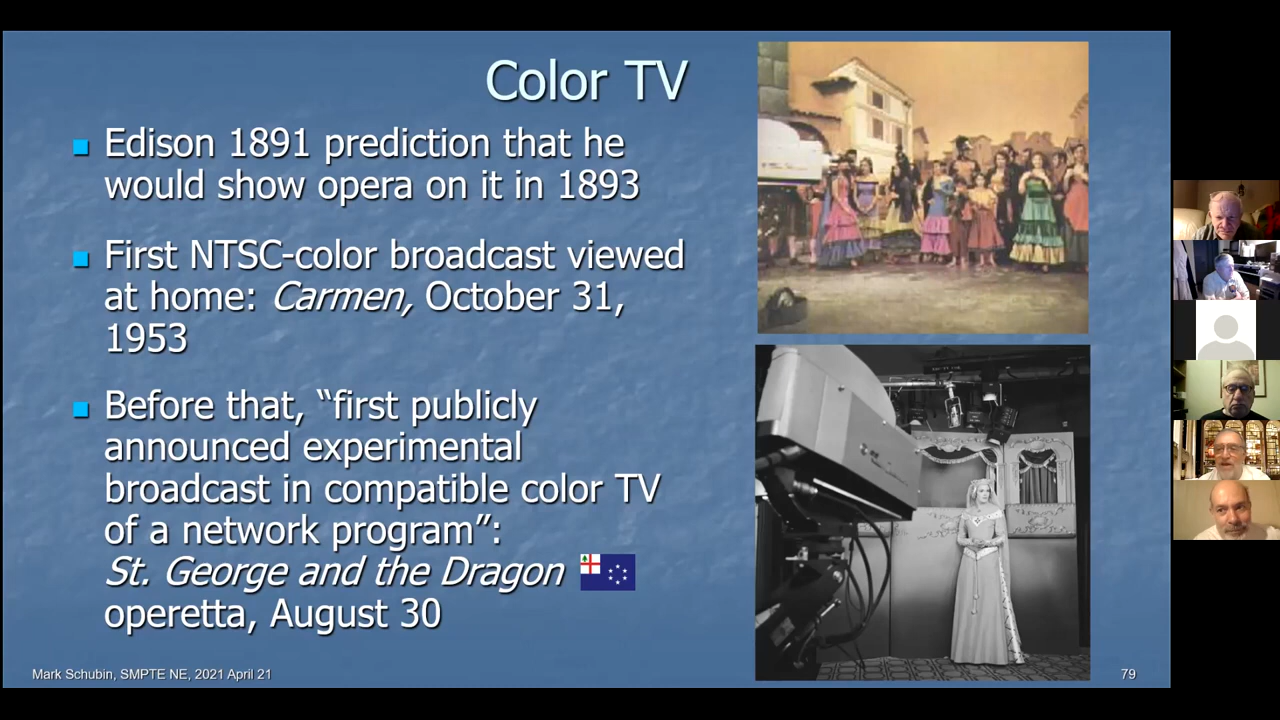 Color TV
Edison 1891 prediction that he
would show opera on it in 1893
First NTSC-color broadcast viewed
at home: Carmen, October 31,
1953
Before that, “first publicly
announced experimental
broadcast in compatible color TV
of a network program”:
St. George and the Dragon
operetta, August 30
Mark Schubin, SMPTE NE, 2021 April 21
79